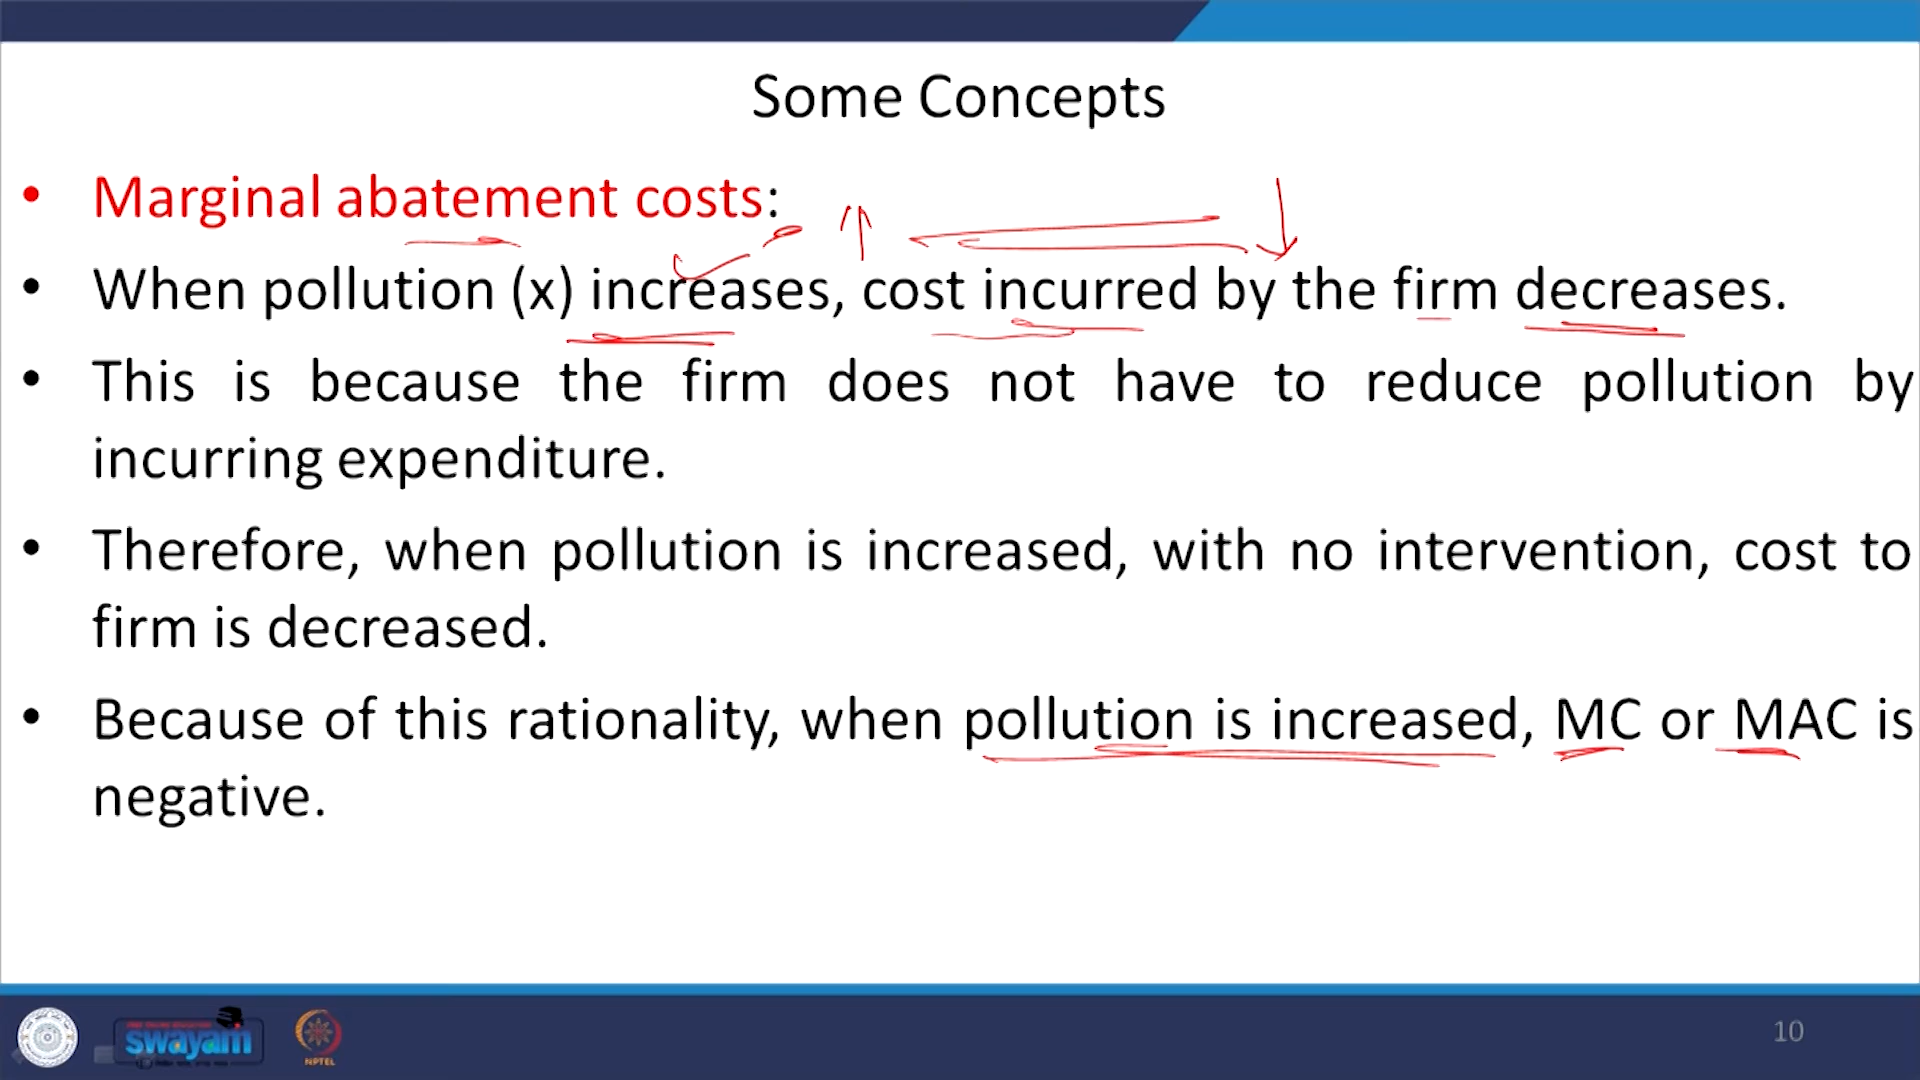 Some Concepts
• Marginal abatement costs:
• When pollution (x) increases, cost incurred by the firm decreases.
• This is because the firm does not have to reduce pollution by
incurring expenditure.
• Therefore, when pollution is increased, with no intervention, cost to
firm is decreased.
• Because of this rationality, when pollution is increased, MC or MAC is
negative.
swayam
NPTEL
10